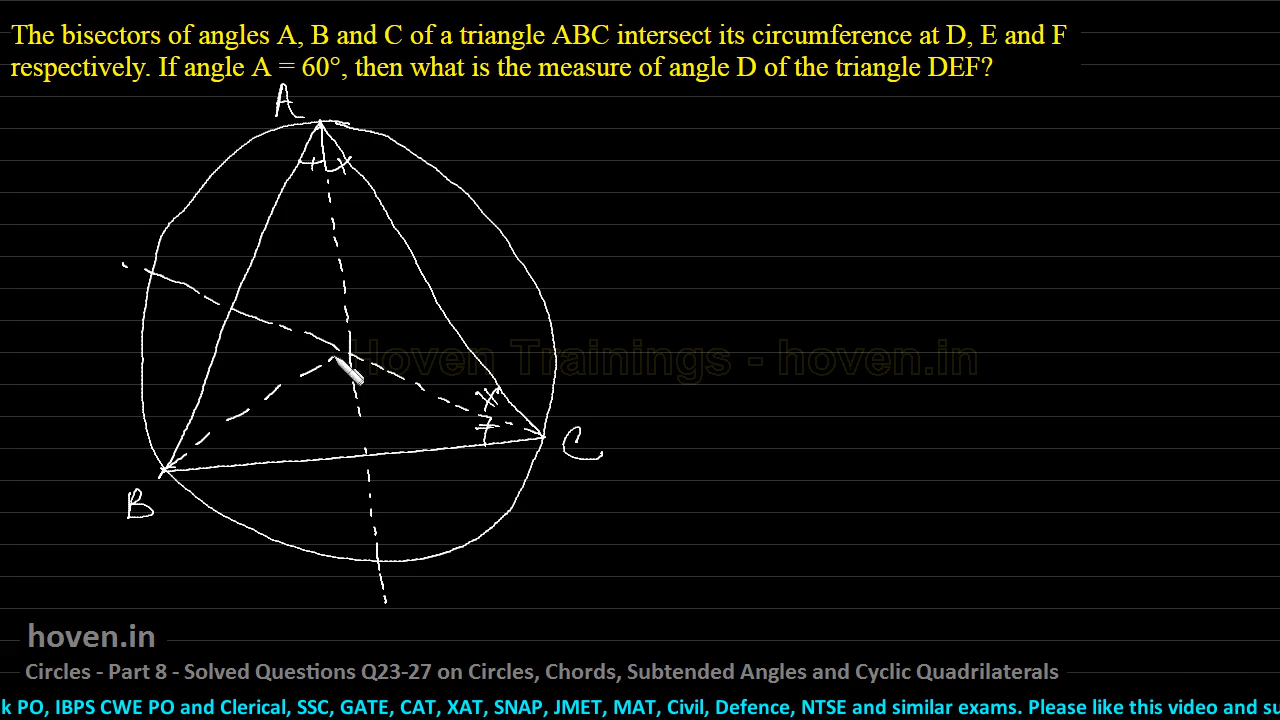 The bisectors of angles A, B and C of a triangle ABC intersect its circumference at D, E and F
respectively. If angle A = 60°, then what is the measure of angle D of the triangle DEF?
A
Hoven Trainings - hoven.in
C
B
hoven.in
Circles - Part 8 - Solved Questions Q23-27 on Circles, Chords, Subtended Angles and Cyclic Quadrilaterals
k PO, IBPS CWE PO and Clerical, SSC, GATE, CAT, XAT, SNAP, JMET, MAT, Civil, Defence, NTSE and similar exams. Please like this video and su